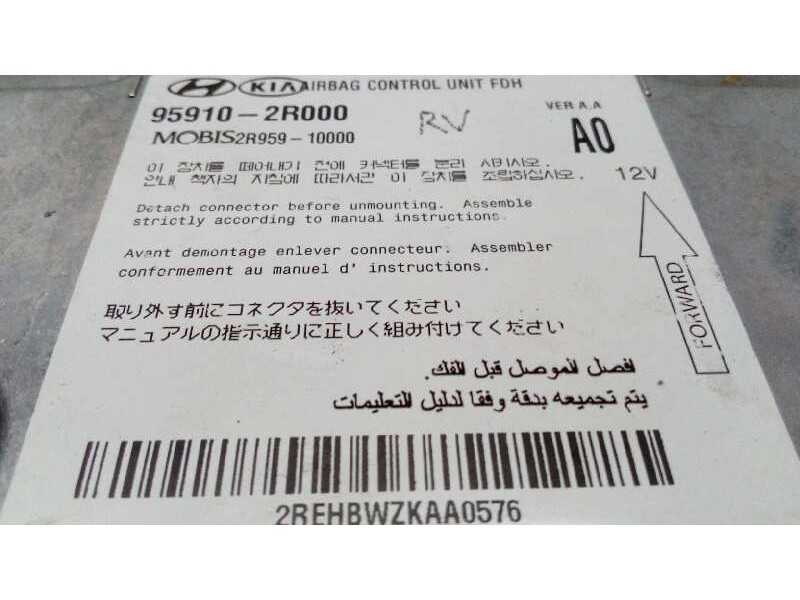 KIA AIRBAG CONTROL UNIT FDH
95910-2R000
VER A.A
RV
A0
MOBIS2R959-10000
이 장치를 떼어내기 전에 커넥터를 분리 시키시오.
안내 책자의 지침에 따라서만 이 장치를 조립하십시오.
12V
Detach connector before unmounting. Assemble
strictly according to manual instructions.
FORWARD
Avant demontage enlever connecteur. Assembler
conformement au manuel d' instructions.
取り外す前にコネクタを抜いてください
マニュアルの指示通りに正しく組み付けてください
افصل الموصل قبل الفك.
يتم تجميعه بدقة وفقا لدليل التعليمات
2REHBWZKAA0576